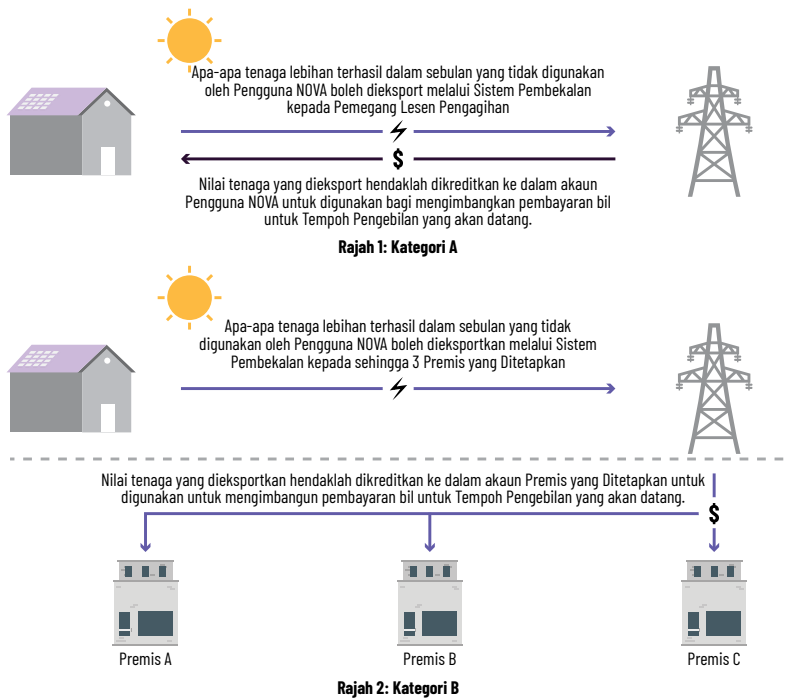 Apa-apa tenaga lebihan terhasil dalam sebulan yang tidak digunakan
oleh Pengguna NOVA boleh dieksport melalui Sistem Pembekalan
kepada Pemegang Lesen Pengagihan
$
Nilai tenaga yang dieksport hendaklah dikreditkan ke dalam akaun
Pengguna NOVA untuk digunakan bagi mengimbangkan pembayaran bil
untuk Tempoh Pengebilan yang akan datang.
Rajah 1: Kategori A
Apa-apa tenaga lebihan terhasil dalam sebulan yang tidak
digunakan oleh Pengguna NOVA boleh dieksportkan melalui Sistem
Pembekalan kepada sehingga 3 Premis yang Ditetapkan
Nilai tenaga yang dieksportkan hendaklah dikreditkan ke dalam akaun Premis yang Ditetapkan untuk
digunakan untuk mengimbangun pembayaran bil untuk Tempoh Pengebilan yang akan datang.
$
Premis A
Premis B
Premis C
Rajah 2: Kategori B